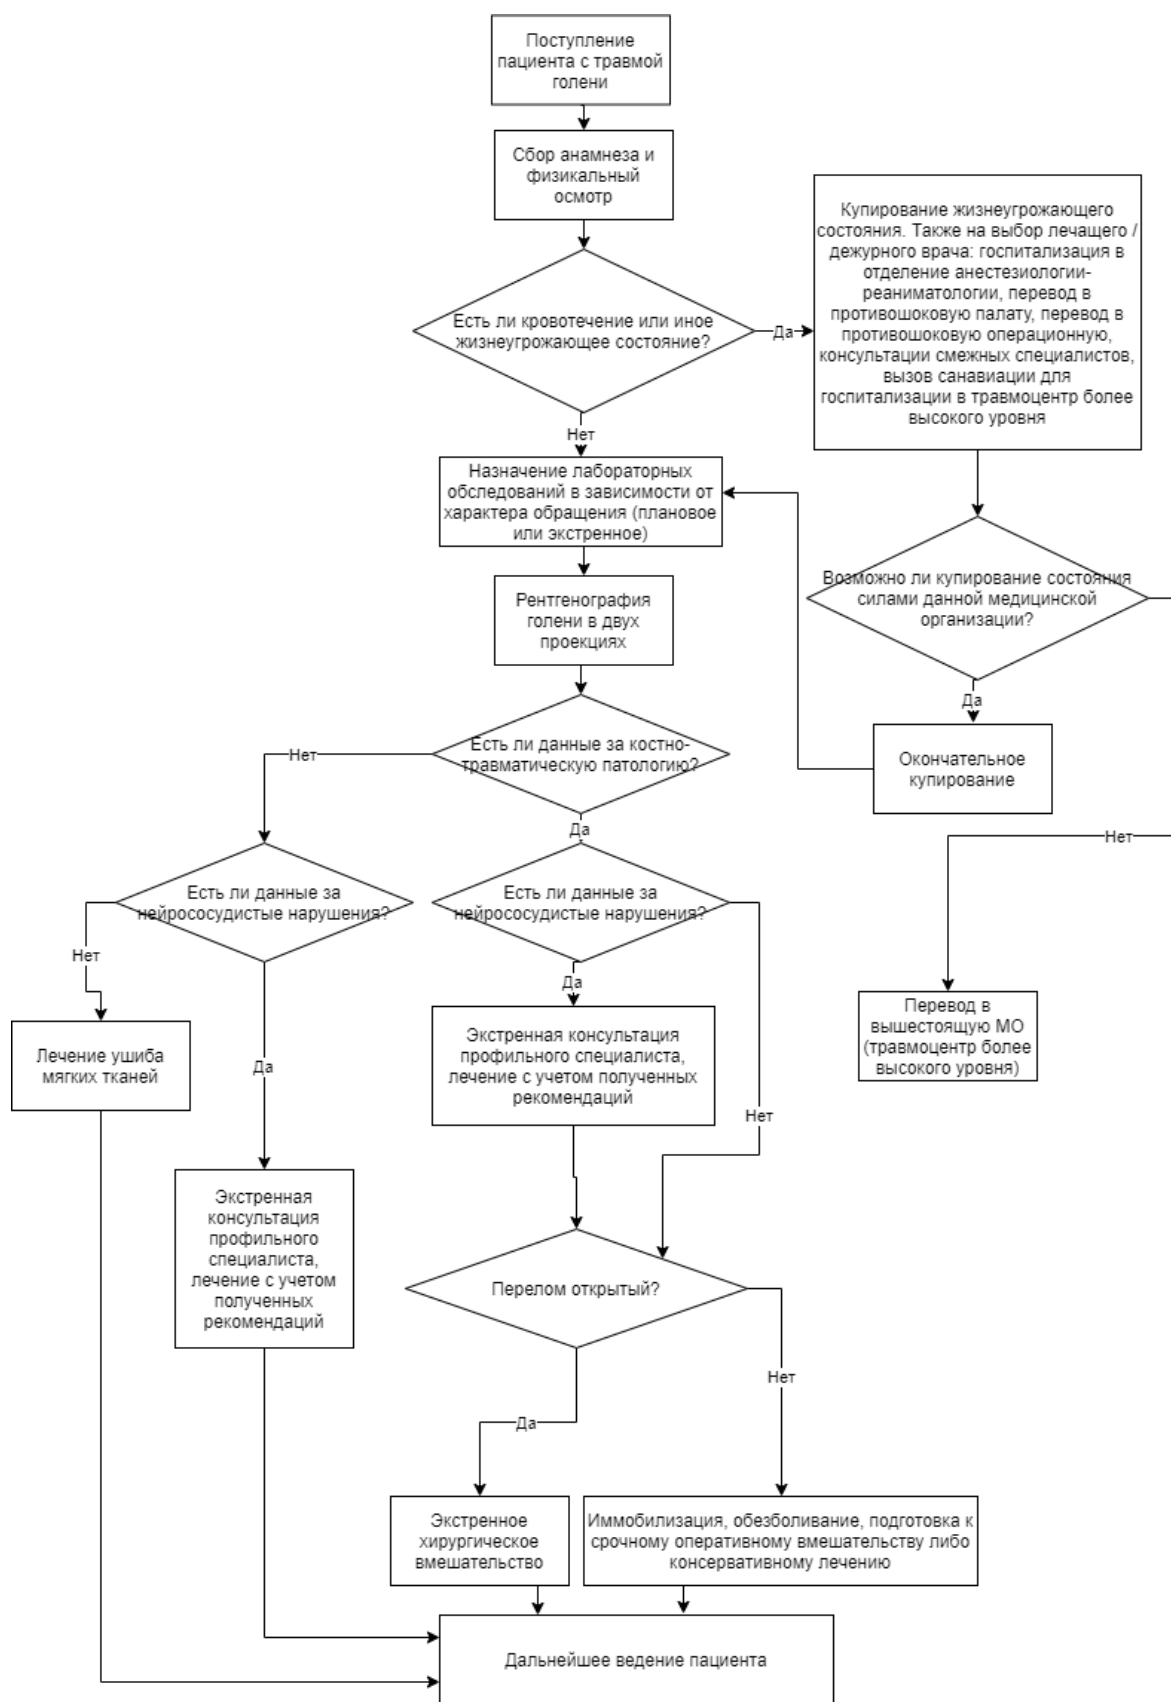 Поступление
пациента с травмой
голени
Сбор анамнеза и
физикальный
осмотр
Есть ли кровотечение или иное
жизнеугрожающее состояние?
Да
Купирование жизнеугрожающего
состояния. Также на выбор лечащего /
дежурного врача: госпитализация в
отделение анестезиологии-
реаниматологии, перевод в
противошоковую палату, перевод в
противошоковую операционную,
консультации смежных специалистов,
вызов санавиации для
госпитализации в травмоцентр более
высокого уровня
Нет
Назначение лабораторных
обследований в зависимости от
характера обращения (плановое
или экстренное)
Возможно ли купирование состояния
силами данной медицинской
организации?
Рентгенография
голени в двух
проекциях
Да
Окончательное
купирование
Нет
Перевод в
вышестоящую МО
(травмоцентр более
высокого уровня)
Есть ли данные за костно-
травматическую патологию?
Нет
Да
Есть ли данные за
нейрососудистые нарушения?
Есть ли данные за
нейрососудистые нарушения?
Нет
Да
Да
Нет
Лечение ушиба
мягких тканей
Экстренная консультация
профильного специалиста,
лечение с учетом полученных
рекомендаций
Экстренная
консультация
профильного
специалиста,
лечение с учетом
полученных
рекомендаций
Перелом открытый?
Да
Нет
Экстренное
хирургическое
вмешательство
Иммобилизация, обезболивание, подготовка к
срочному оперативному вмешательству либо
консервативному лечению
Дальнейшее ведение пациента